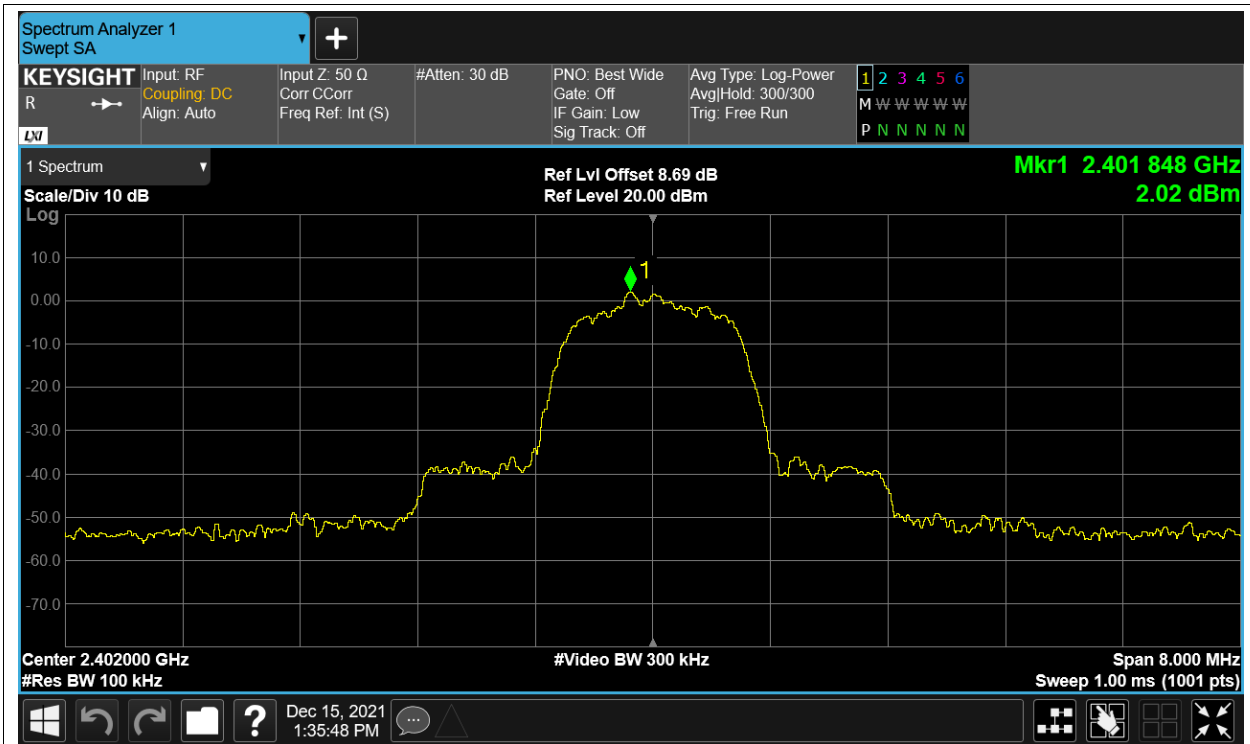 Spectrum Analyzer 1
Swept SA
▼
+
KEYSIGHT Input: RF Input Z: 50 Ω #Atten: 30 dB PNO: Best Wide Avg Type: Log-Power 1 2 3 4 5 6
R Coupling: DC Corr CCorr Gate: Off Avg|Hold: 300/300 M W W W W W
Align: Auto Freq Ref: Int (S) IF Gain: Low Trig: Free Run
LXI Sig Track: Off P N N N N N
1 Spectrum ▼ Ref Lvl Offset 8.69 dB Mkr1 2.401 848 GHz
Scale/Div 10 dB Ref Level 20.00 dBm 2.02 dBm
Log
10.0
1
0.00
-10.0
-20.0
-30.0
-40.0
-50.0
-60.0
-70.0
Center 2.402000 GHz #Video BW 300 kHz Span 8.000 MHz
#Res BW 100 kHz Sweep 1.00 ms (1001 pts)
? Dec 15, 2021
1:35:48 PM